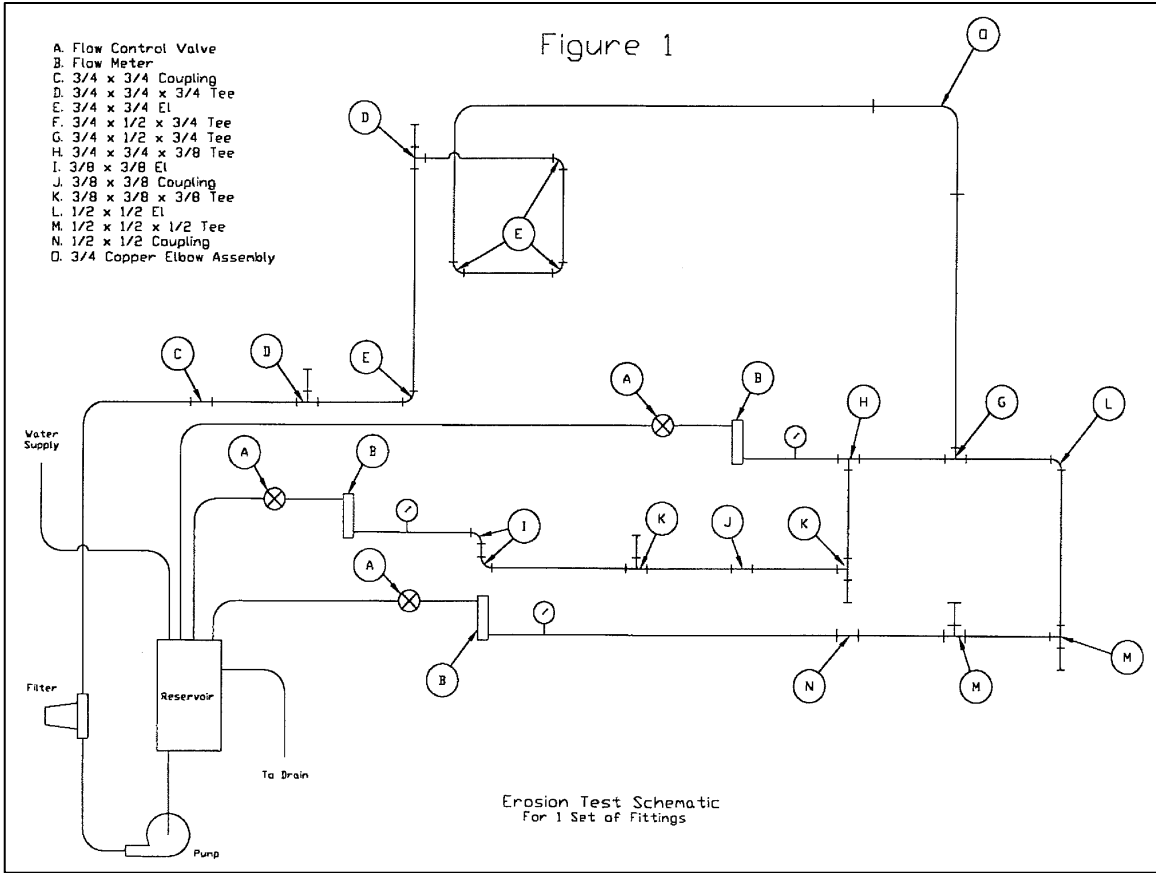 Figure 1
A. Flow Control Valve
B. Flow Meter
C. 3/4 x 3/4 Coupling
D. 3/4 x 3/4 x 3/4 Tee
E. 3/4 x 3/4 El
F. 3/4 x 1/2 x 3/4 Tee
G. 3/4 x 1/2 x 3/4 Tee
H. 3/4 x 3/4 x 3/8 Tee
I. 3/8 x 3/8 El
J. 3/8 x 3/8 Coupling
K. 3/8 x 3/8 x 3/8 Tee
L. 1/2 x 1/2 El
M. 1/2 x 1/2 x 1/2 Tee
N. 1/2 x 1/2 Coupling
O. 3/4 Copper Elbow Assembly
O
D
E
C
D
E
A
B
H
G
L
Water
Supply
A
B
I
K
J
K
A
B
N
M
M
Filter
Reservoir
To Drain
Pump
Erosion Test Schematic
For 1 Set of Fittings